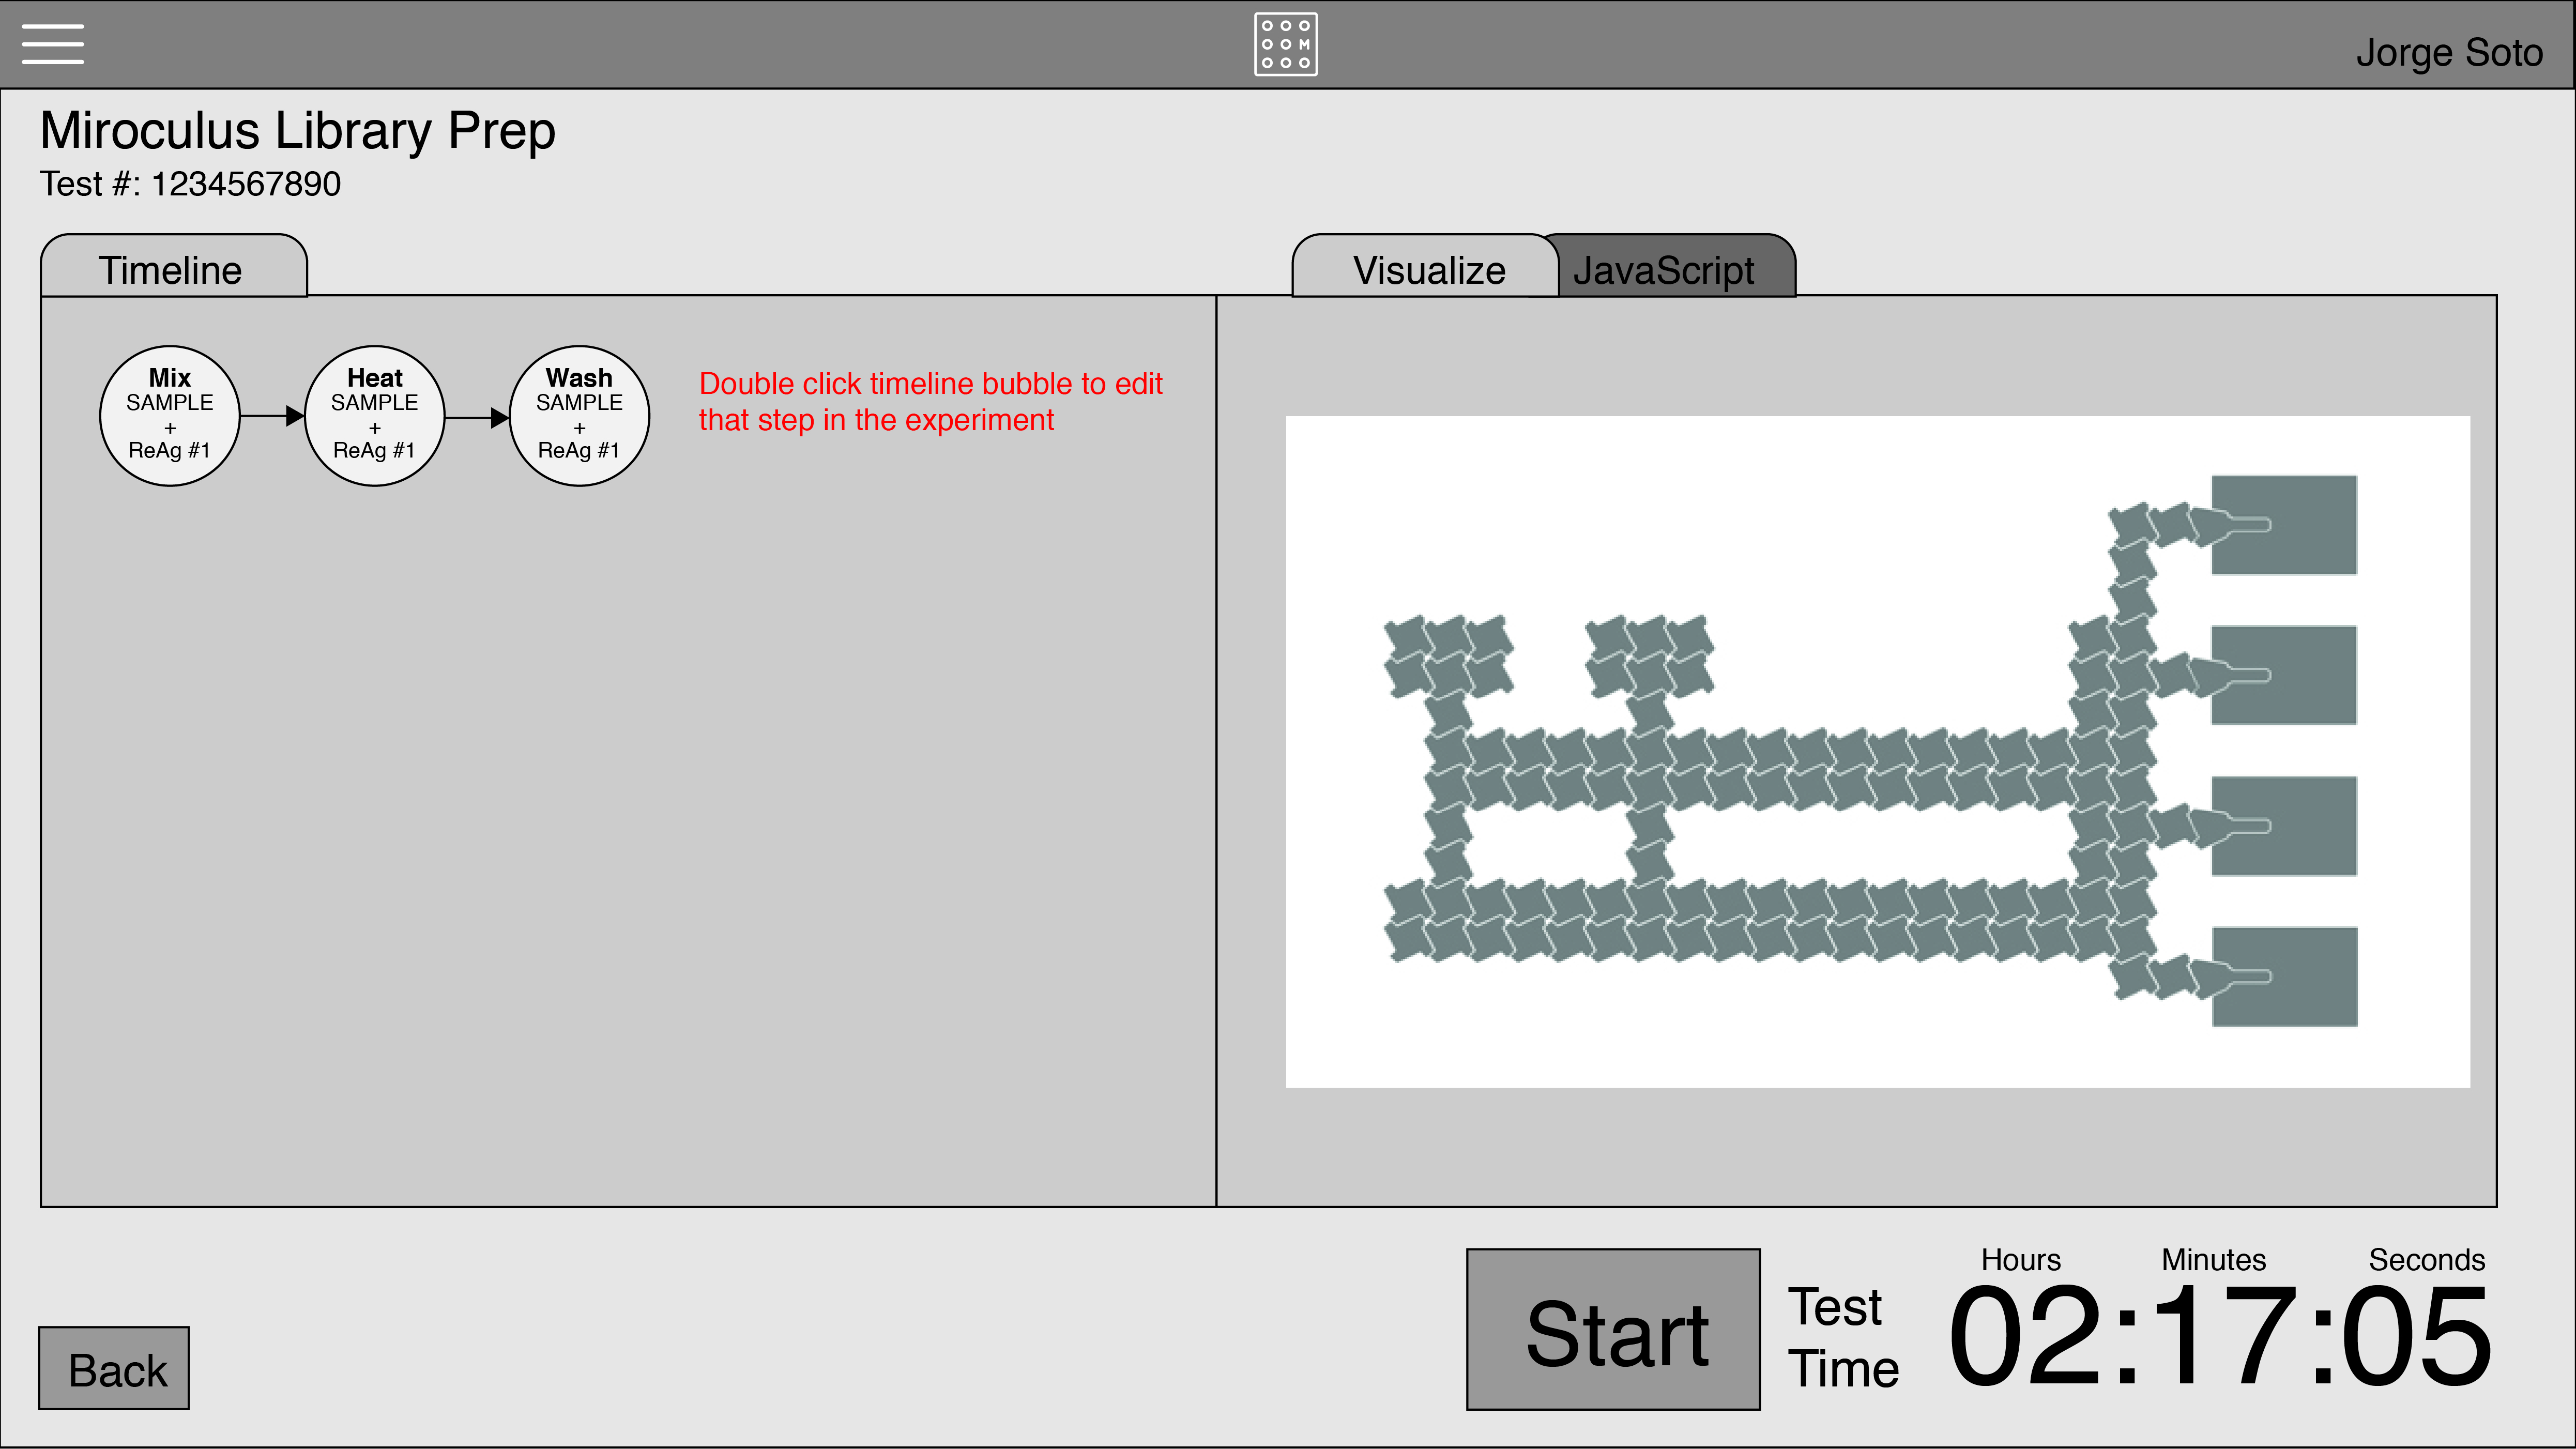 M
Jorge Soto
Miroculus Library Prep
Test #: 1234567890
Timeline
Visualize
JavaScript
Mix
SAMPLE
+
ReAg #1
Heat
SAMPLE
+
ReAg #1
Wash
SAMPLE
+
ReAg #1
Double click timeline bubble to edit
that step in the experiment
Back
Start
Test
Time
Hours
Minutes
Seconds
02:17:05